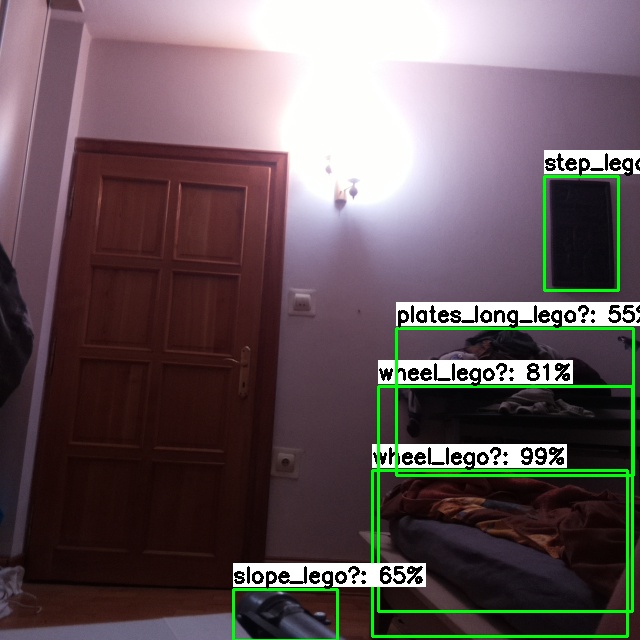 step_lego
plates_long_lego?: 55%
wheel_lego?: 81%
wheel_lego?: 99%
slope_lego?: 65%